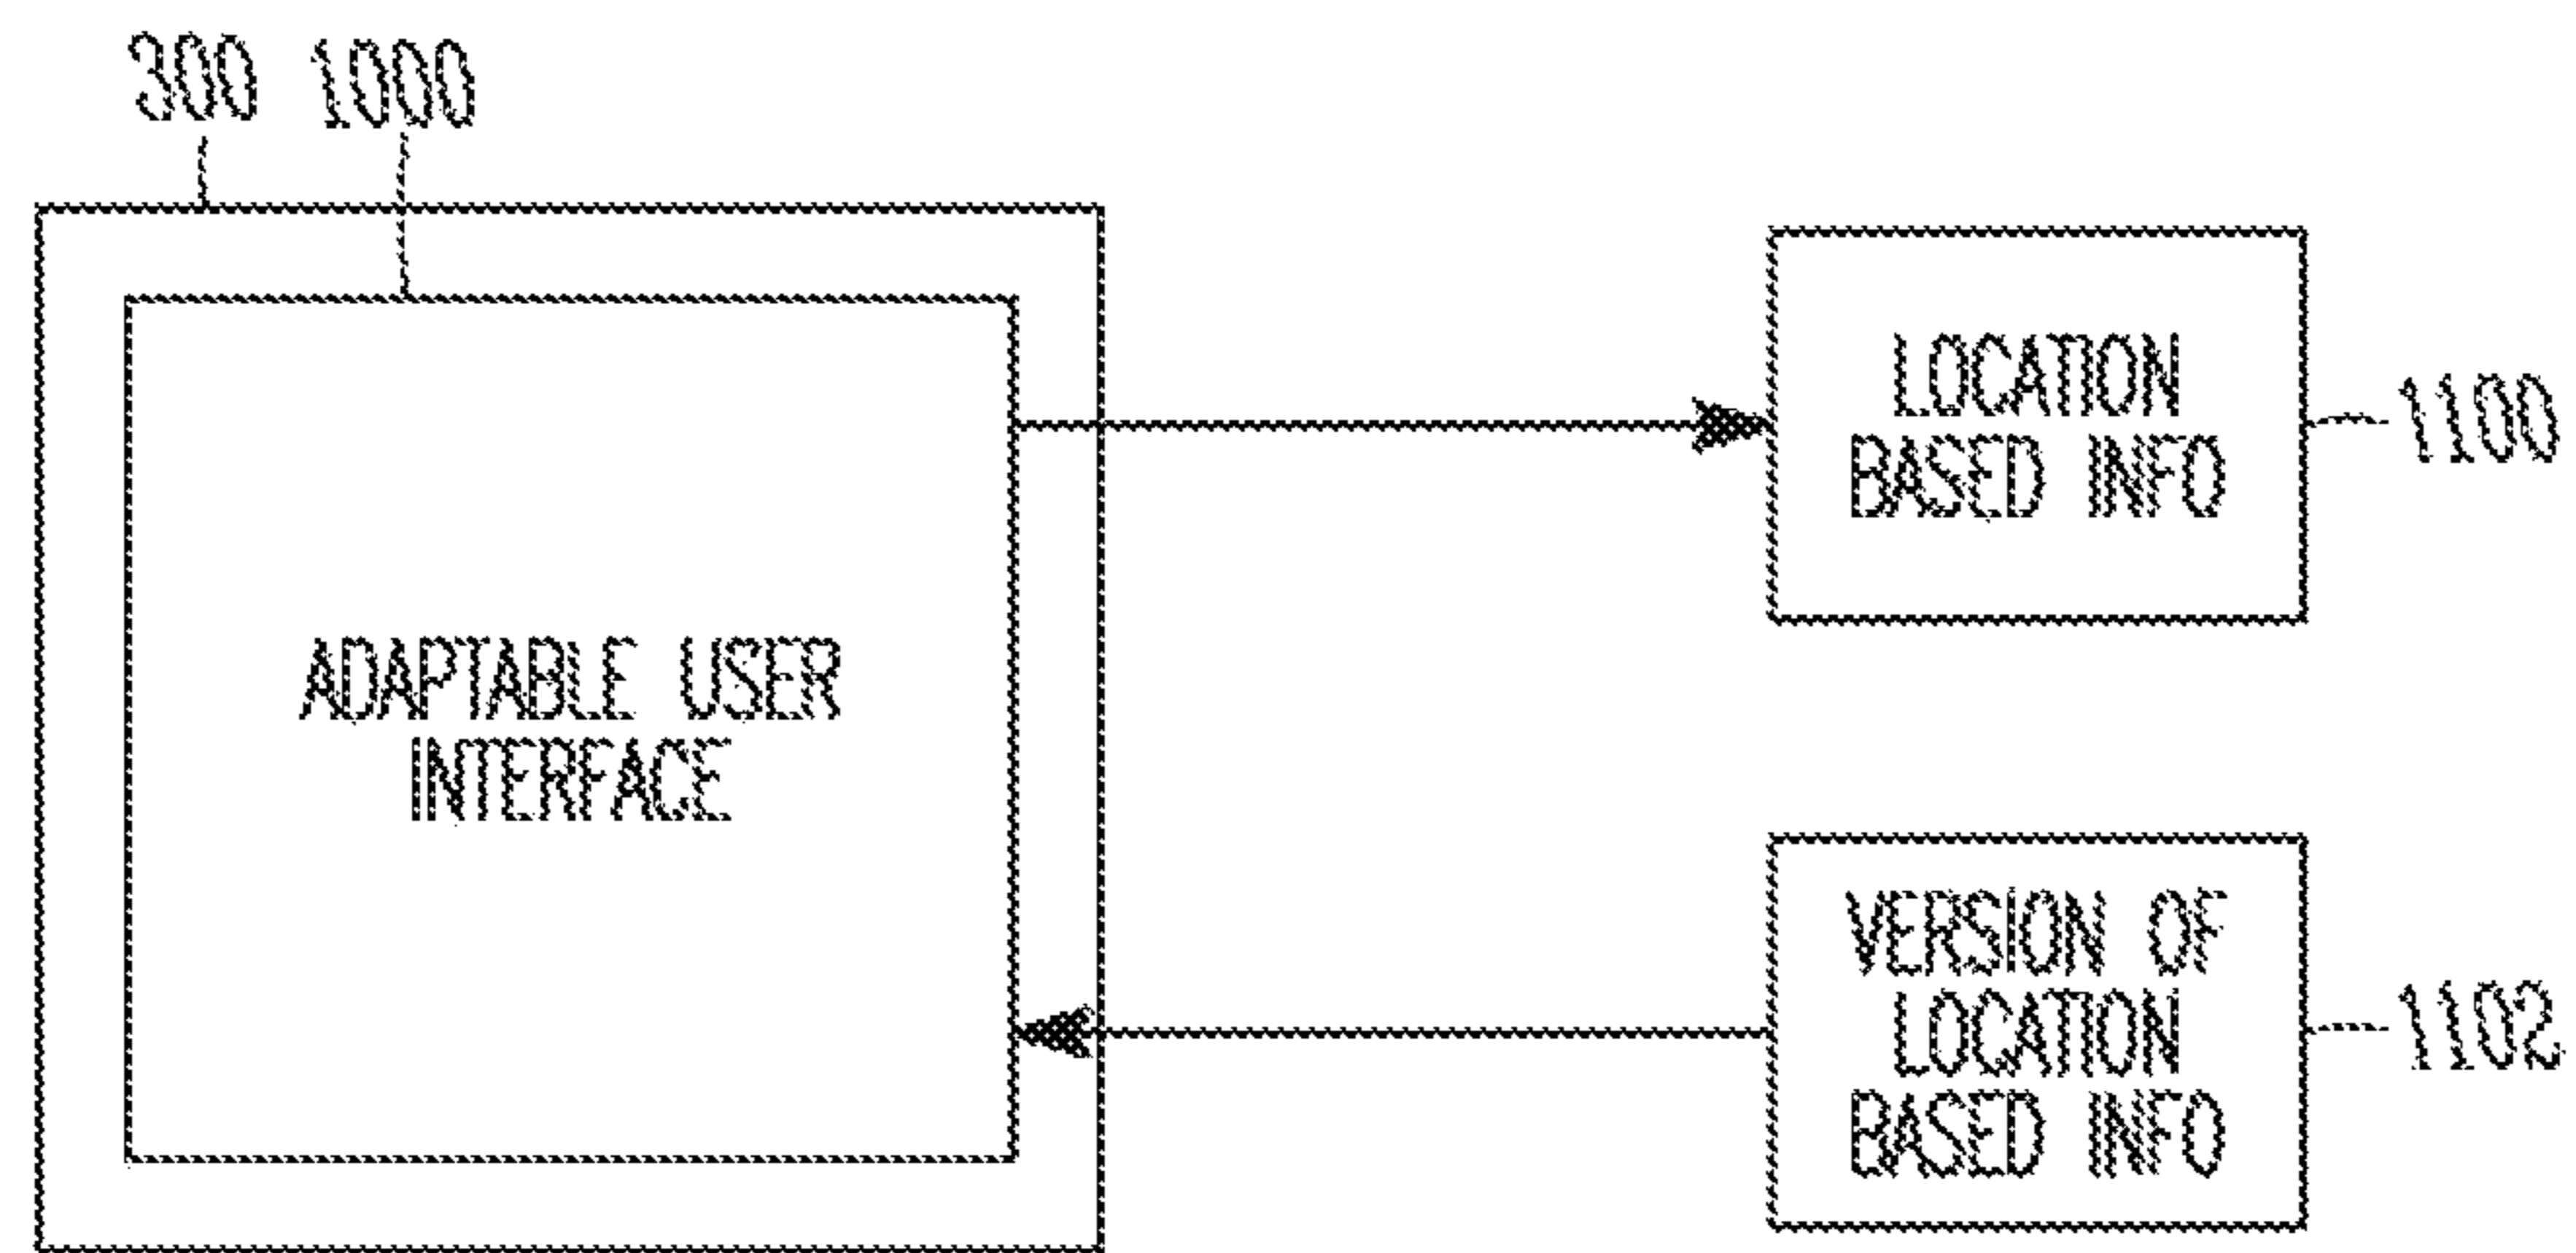 300 1000
LOCATION
BASED INFO
1100
ADAPTABLE USER
INTERFACE
VERSION OF
LOCATION
BASED INFO
1102